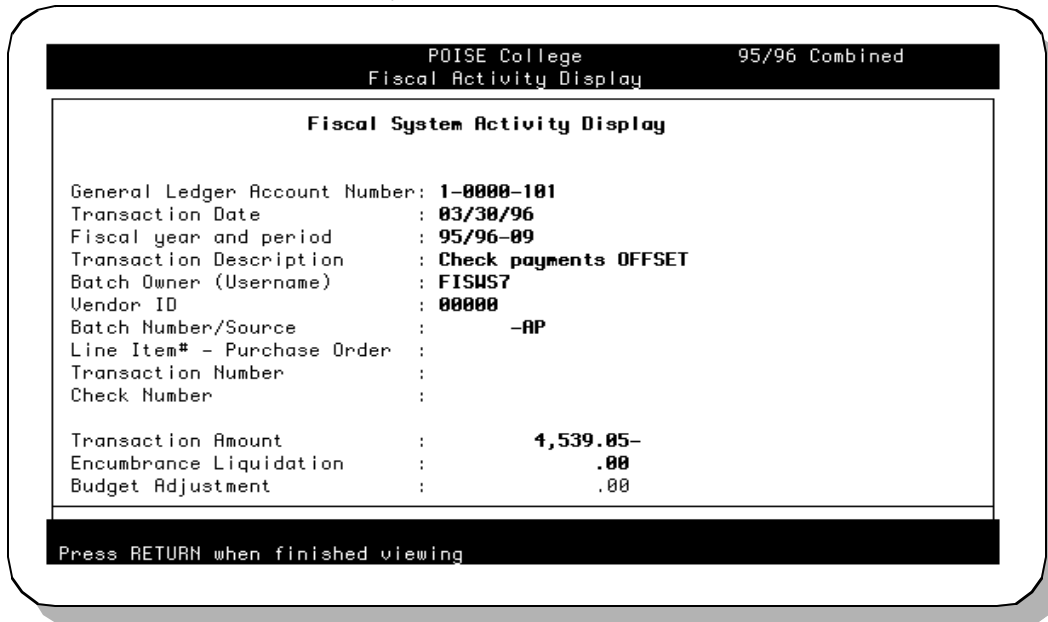 POISE College 95/96 Combined
Fiscal Activity Display
Fiscal System Activity Display
General Ledger Account Number: 1-0000-101
Transaction Date : 03/30/96
Fiscal year and period : 95/96-09
Transaction Description : Check payments OFFSET
Batch Owner (Username) : FISWS7
Vendor ID : 00000
Batch Number/Source : -AP
Line Item# - Purchase Order :
Transaction Number :
Check Number :
Transaction Amount : 4,539.05-
Encumbrance Liquidation : .00
Budget Adjustment : .00
Press RETURN when finished viewing